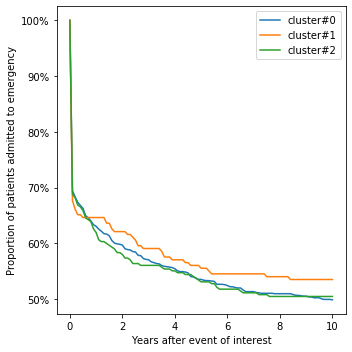 cluster#0
cluster#1
cluster#2
Proportion of patients admitted to emergency
100%
90%
80%
70%
60%
50%
0 2 4 6 8 10
Years after event of interest